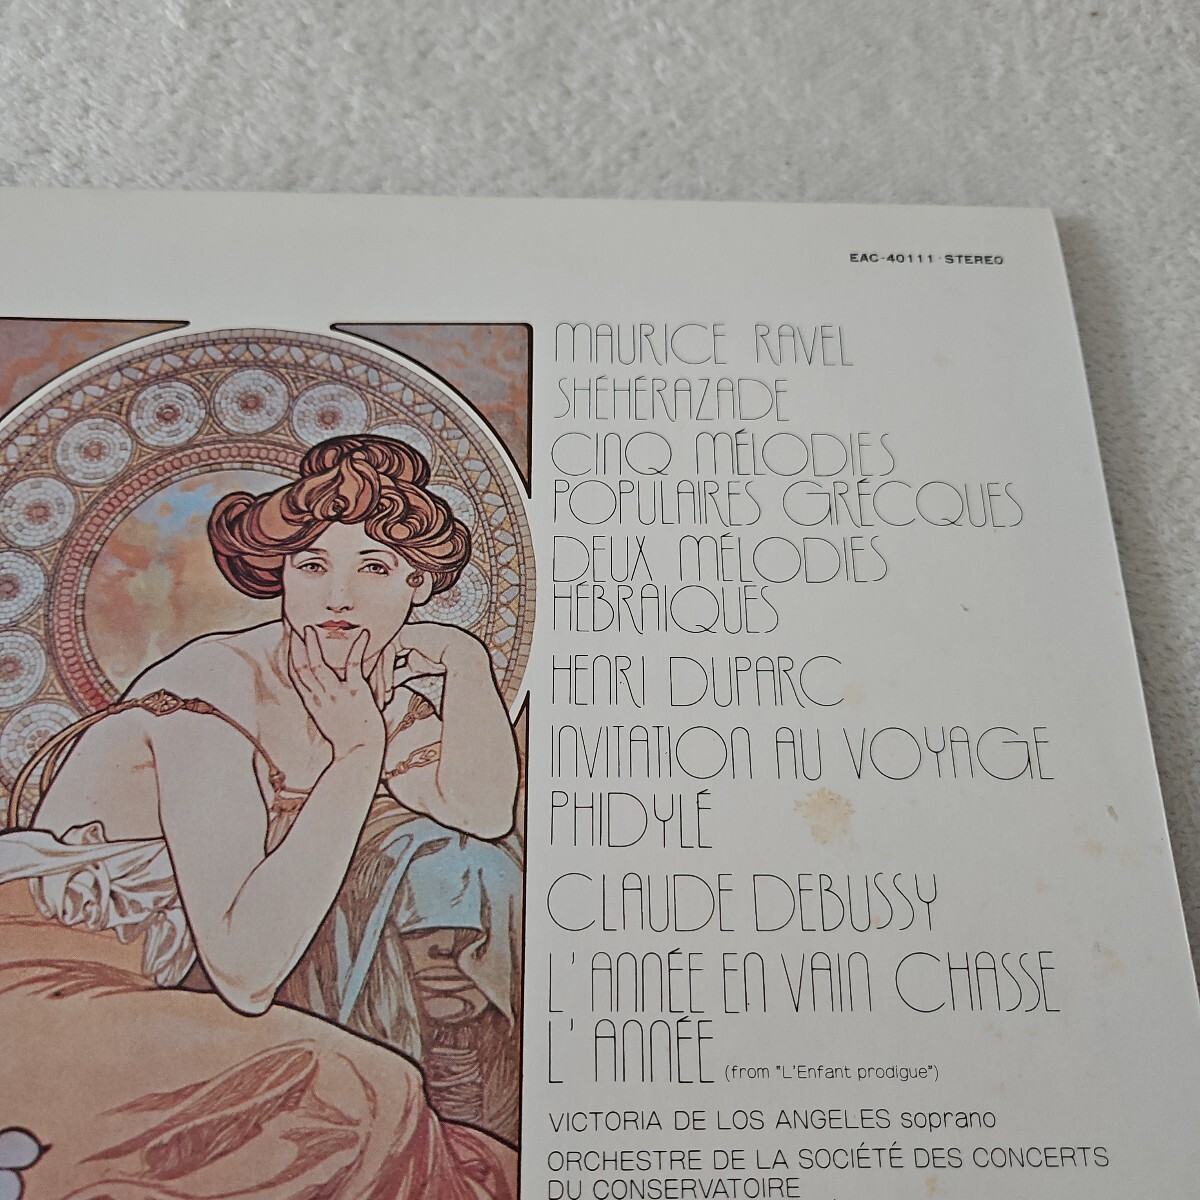 EAC-40111·STEREO
MAURICE RAVEL
SHÉHÉRAZADE
CINQ MÉLODIES
POPULAIRES GRÉCQUES
DEUX MÉLODIES
HÉBRAIQUES
HENRI DUPARC
INVITATION AU VOYAGE
PHIDYLÉ
CLAUDE DEBUSSY
L'ANNÉE EN VAIN CHASSE
L'ANNÉE (from "L'Enfant prodigue")
VICTORIA DE LOS ANGELES soprano
ORCHESTRE DE LA SOCIÉTÉ DES CONCERTS
DU CONSERVATOIRE